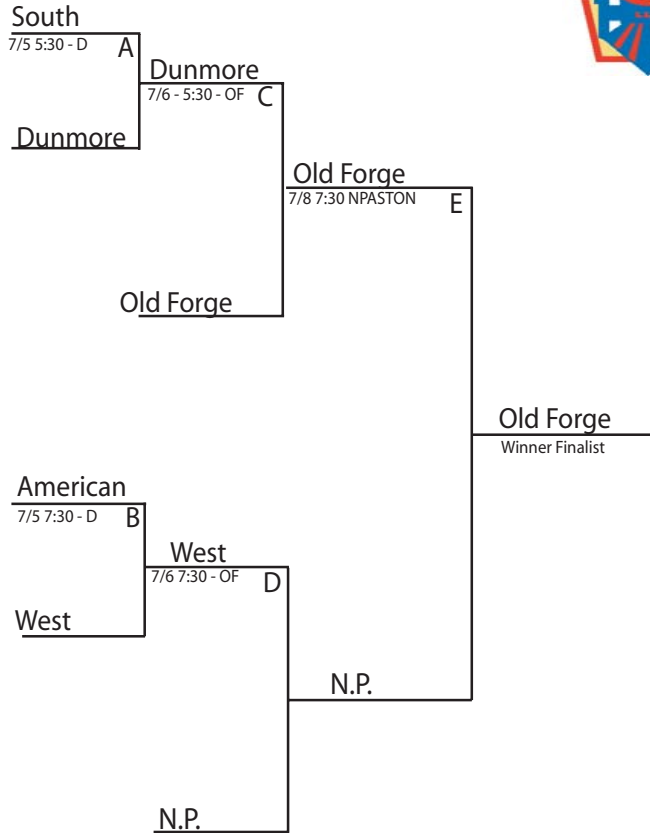 South
7/5 5:30 - D
A
Dunmore
7/6 - 5:30 - OF
C
Dunmore
Old Forge
7/8 7:30 NPASTON
E
Old Forge
Old Forge
Winner Finalist
American
7/5 7:30 - D
B
West
7/6 7:30 - OF
D
West
N.P.
N.P.